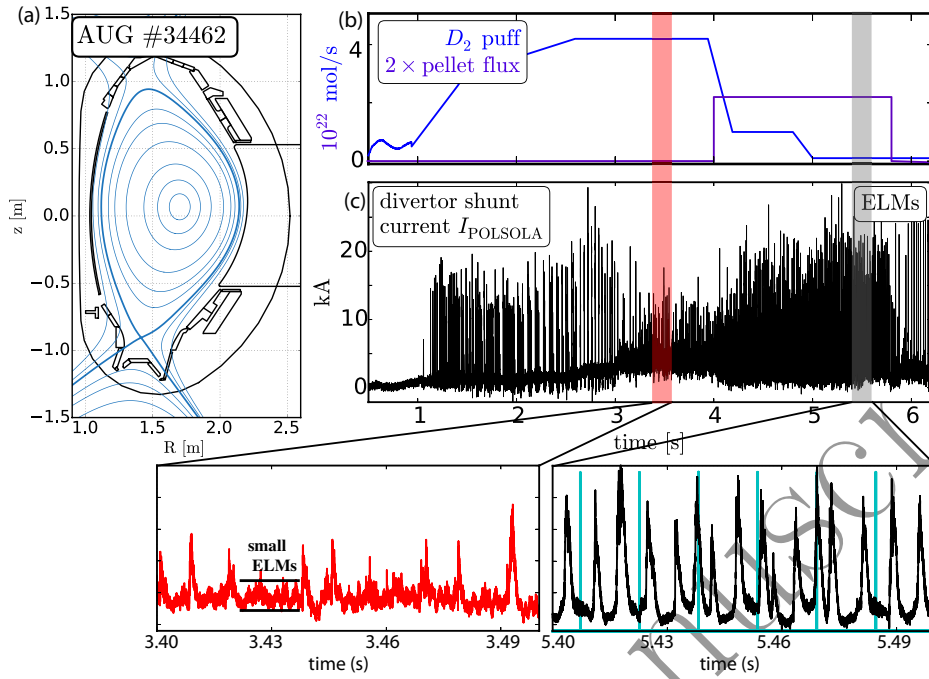 (a)
AUG #34462
1.5
1.0
0.5
0.0
−0.5
−1.0
−1.5
z [m]
1.0
1.5
2.0
2.5
R [m]
(b)
D₂ puff
2 × pellet flux
10²² mol/s
4
0
(c)
divertor shunt
current I_POLSOLA
ELMs
kA
20
10
0
1
2
3
4
5
6
time [s]
small
ELMs
3.40
3.43
3.46
3.49
time (s)
5.40
5.43
5.46
5.49
time (s)